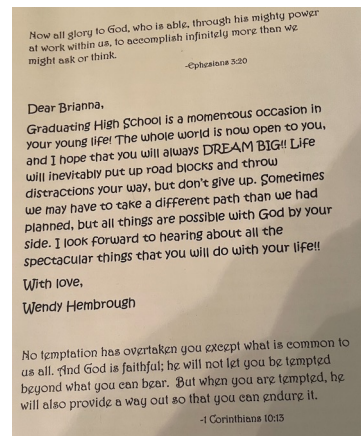 Now all glory to God, who is able, through his mighty power
at work within us, to accomplish infinitely more than we
might ask or think.
-Ephesians 3:20
Dear Brianna,
Graduating High School is a momentous occasion in
your young life! The whole world is now open to you,
and I hope that you will always DREAM BIG!! Life
will inevitably put up road blocks and throw
distractions your way, but don't give up. Sometimes
we may have to take a different path than we had
planned, but all things are possible with God by your
side. I look forward to hearing about all the
spectacular things that you will do with your life!!
With love,
Wendy Hembrough
No temptation has overtaken you except what is common to
us all. And God is faithful; he will not let you be tempted
beyond what you can bear. But when you are tempted, he
will also provide a way out so that you can endure it.
-1 Corinthians 10:13